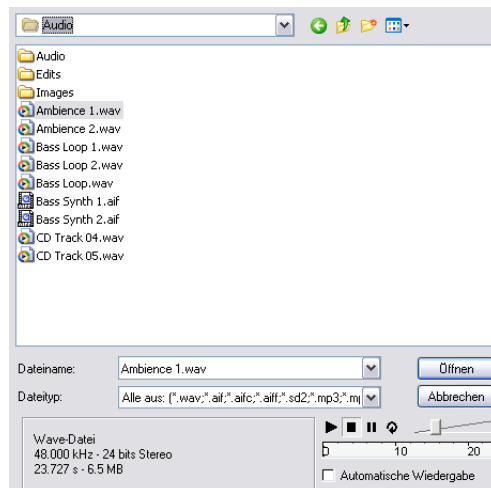 Audio
Audio
Edits
Images
Ambience 1.wav
Ambience 2.wav
Bass Loop 1.wav
Bass Loop 2.wav
Bass Loop.wav
Bass Synth 1.aif
Bass Synth 2.aif
CD Track 04.wav
CD Track 05.wav
Dateiname: Ambience 1.wav Öffnen
Dateityp: Alle aus: (*.wav;*.aif;*.aifc;*.aiff;*.sd2;*.mp3;*.m Abbrechen
Wave-Datei
48.000 kHz - 24 bits Stereo
23.727 s - 6.5 MB
10 20
Automatische Wiedergabe